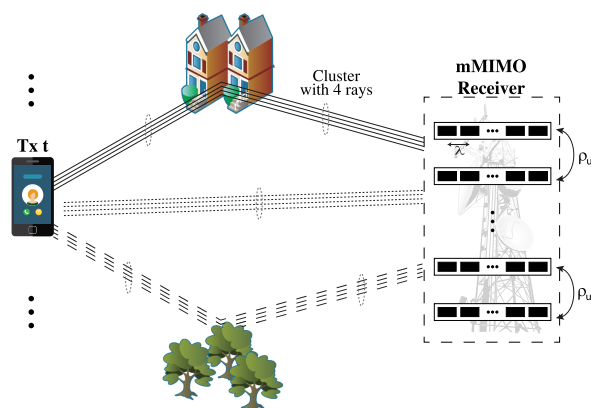 Cluster
with 4 rays
mMIMO
Receiver
Tx t
λ
ρu
ρu